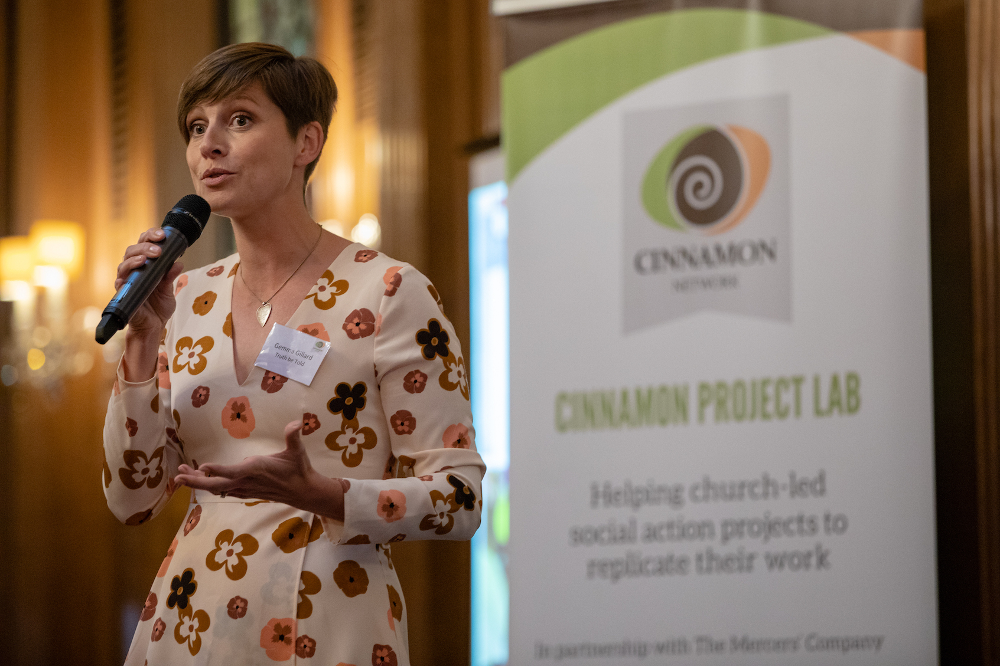 Gemma Gillard
Truth be Told
CINNAMON
NETWORK
CINNAMON PROJECT LAB
Helping church-led
social action projects to
replicate their work
In partnership with The Mercers' Company